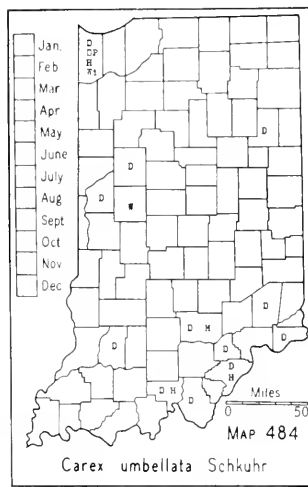 Jan.
Feb
Mar
Apr
May
June
July
Aug
Sept
Oct
Nov
Dec
D
DP
H
D
D
D
W
D
D H
D
D
D
D
H
D H
D
Miles
0 50
MAP 484
Carex umbellata Schkuhr